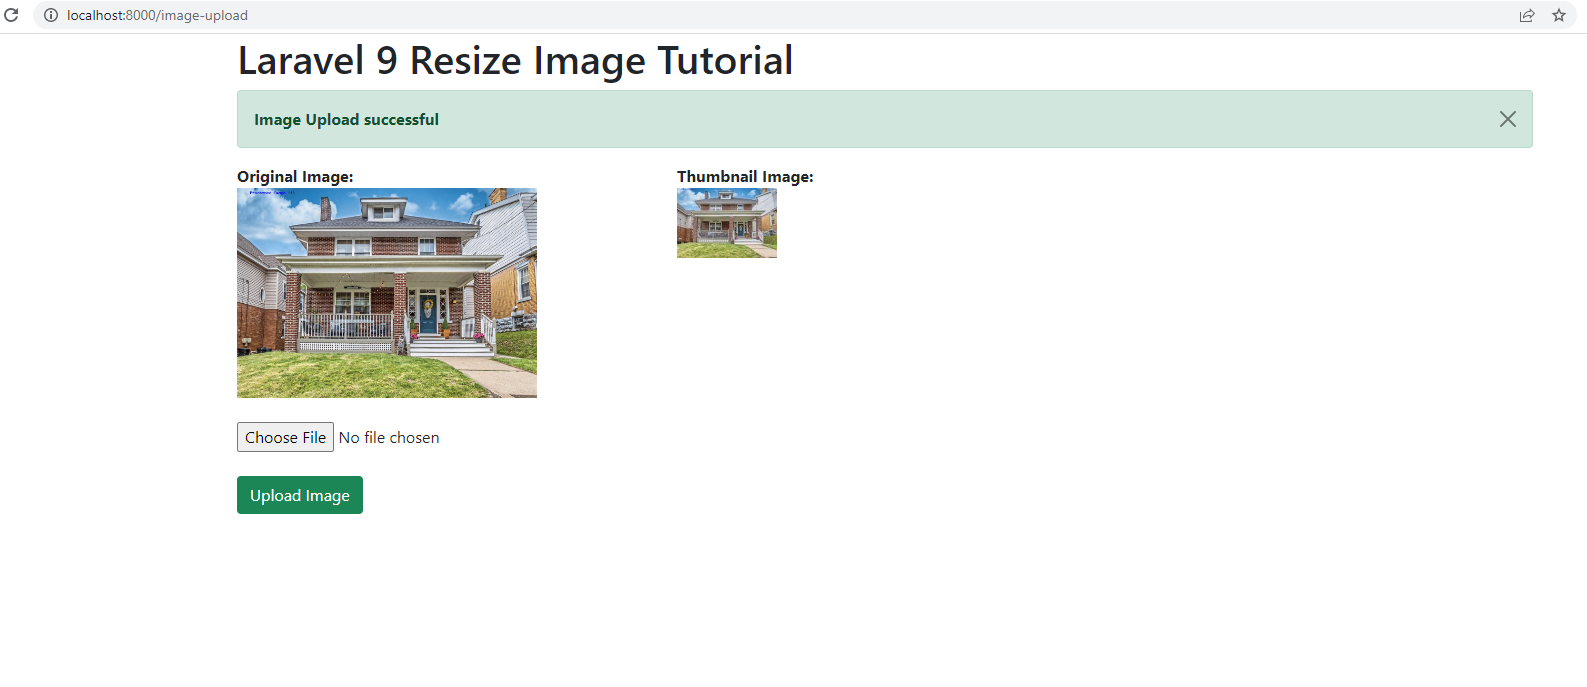 localhost:8000/image-upload
Laravel 9 Resize Image Tutorial
Image Upload successful
Original Image:
Thumbnail Image:
Choose File No file chosen
Upload Image